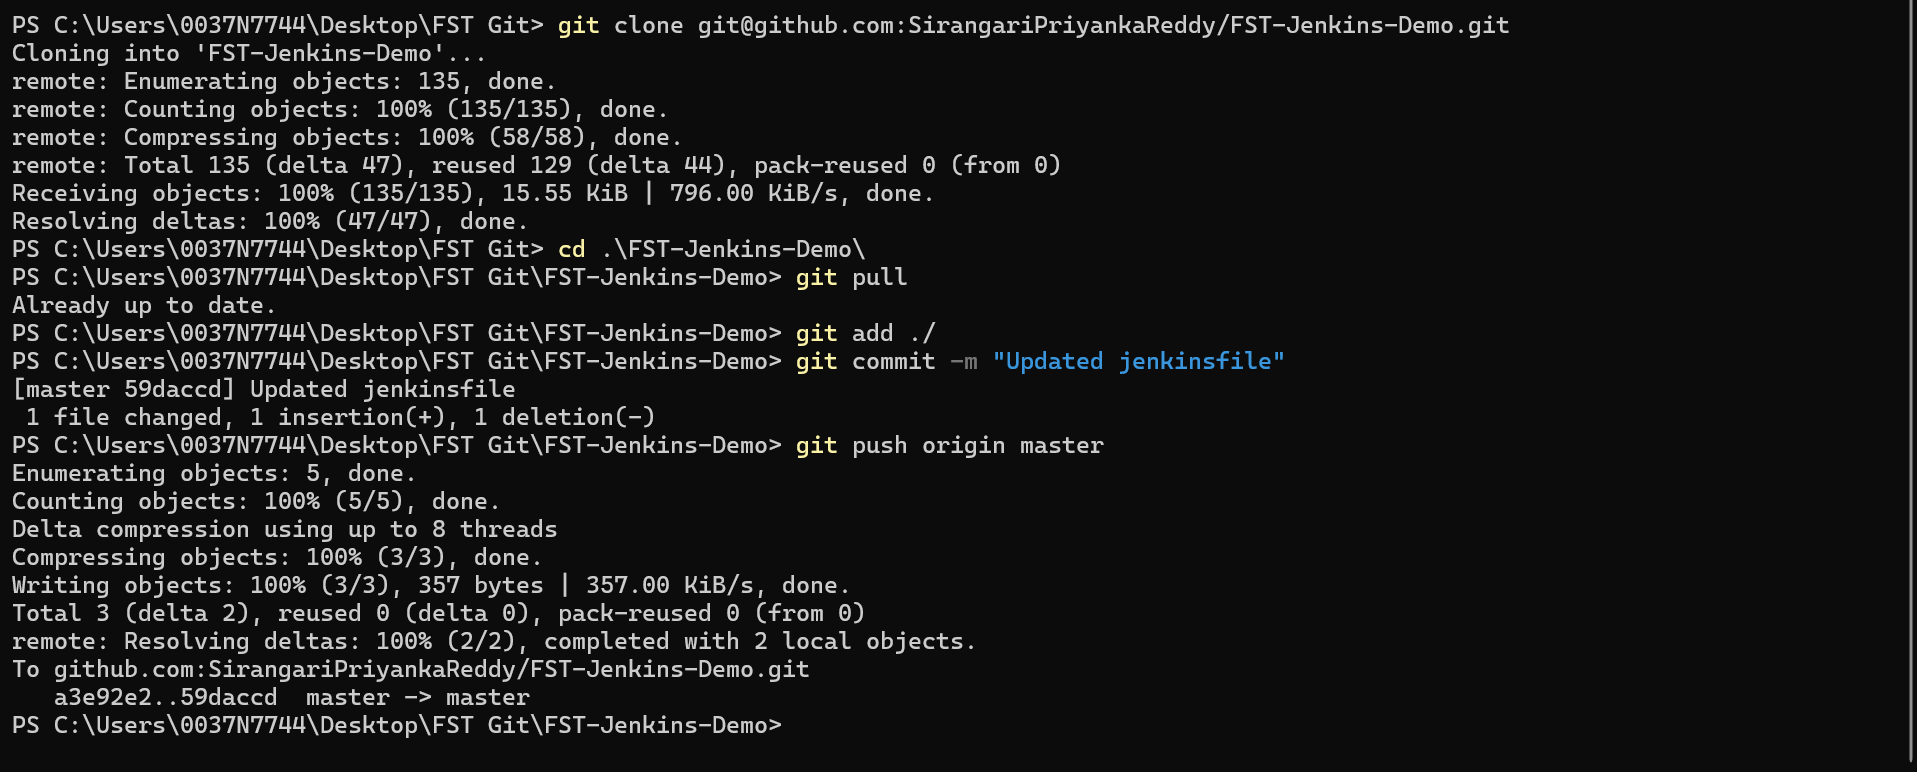 PS C:\Users\0037N7744\Desktop\FST Git> git clone git@github.com:SirangariPriyankaReddy/FST-Jenkins-Demo.git
Cloning into 'FST-Jenkins-Demo'...
remote: Enumerating objects: 135, done.
remote: Counting objects: 100% (135/135), done.
remote: Compressing objects: 100% (58/58), done.
remote: Total 135 (delta 47), reused 129 (delta 44), pack-reused 0 (from 0)
Receiving objects: 100% (135/135), 15.55 KiB | 796.00 KiB/s, done.
Resolving deltas: 100% (47/47), done.
PS C:\Users\0037N7744\Desktop\FST Git> cd .\FST-Jenkins-Demo\
PS C:\Users\0037N7744\Desktop\FST Git\FST-Jenkins-Demo> git pull
Already up to date.
PS C:\Users\0037N7744\Desktop\FST Git\FST-Jenkins-Demo> git add ./
PS C:\Users\0037N7744\Desktop\FST Git\FST-Jenkins-Demo> git commit -m "Updated jenkinsfile"
[master 59daccd] Updated jenkinsfile
 1 file changed, 1 insertion(+), 1 deletion(-)
PS C:\Users\0037N7744\Desktop\FST Git\FST-Jenkins-Demo> git push origin master
Enumerating objects: 5, done.
Counting objects: 100% (5/5), done.
Delta compression using up to 8 threads
Compressing objects: 100% (3/3), done.
Writing objects: 100% (3/3), 357 bytes | 357.00 KiB/s, done.
Total 3 (delta 2), reused 0 (delta 0), pack-reused 0 (from 0)
remote: Resolving deltas: 100% (2/2), completed with 2 local objects.
To github.com:SirangariPriyankaReddy/FST-Jenkins-Demo.git
   a3e92e2..59daccd  master -> master
PS C:\Users\0037N7744\Desktop\FST Git\FST-Jenkins-Demo>